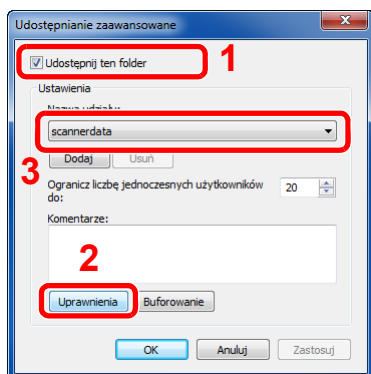 Udostępnianie zaawansowane
Udostępnij ten folder
1
Ustawienia
Nazwa udziału:
scannerdata
Dodaj
Usuń
3
Ogranicz liczbę jednoczesnych użytkowników
do:
20
Komentarze:
2
Uprawnienia
Buforowanie
OK
Anuluj
Zastosuj